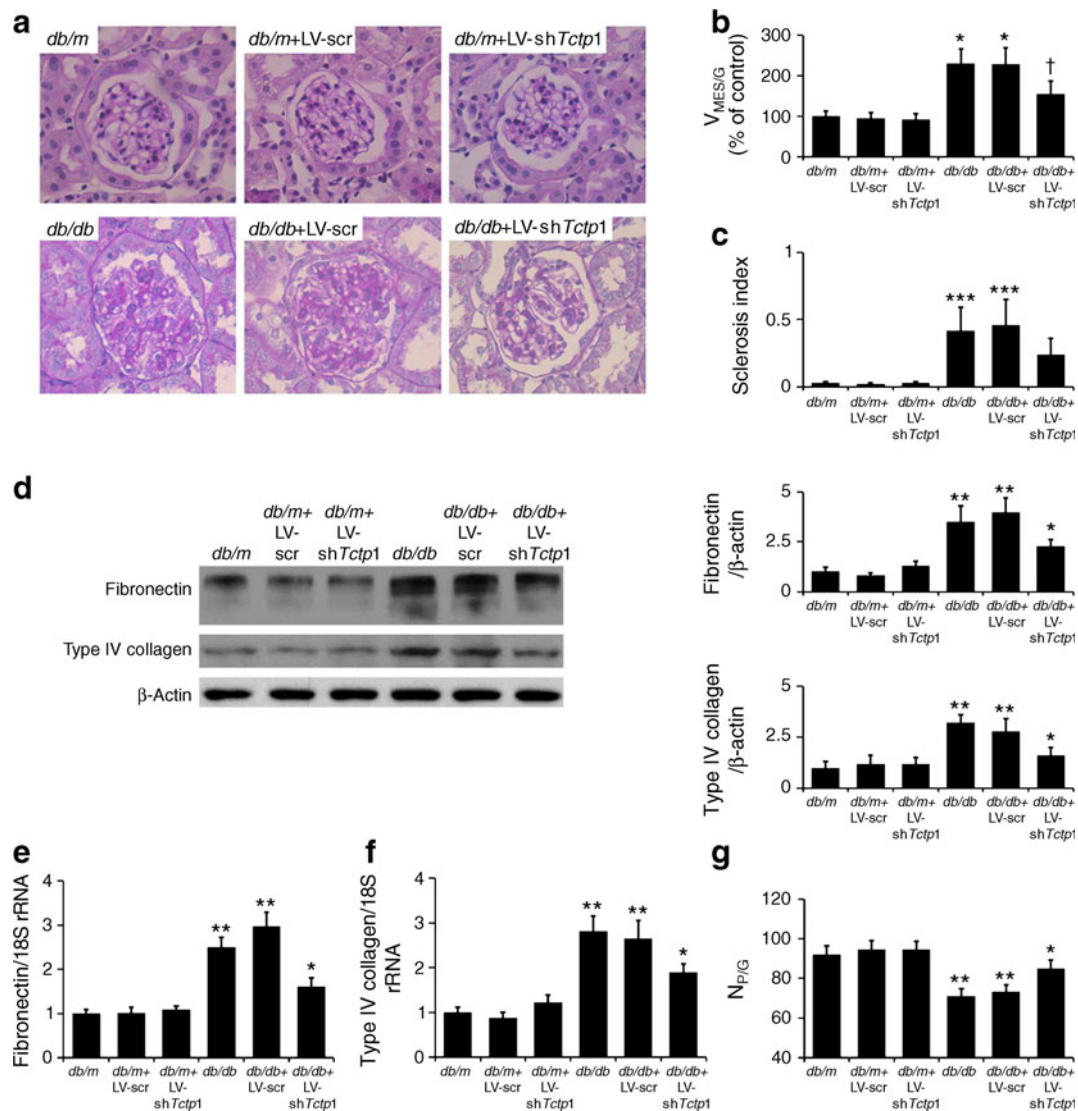 a
db/m
db/m+LV-scr
db/m+LV-shTctp1
db/db
db/db+LV-scr
db/db+LV-shTctp1
b
V_MES/G
(% of control)
300
200
100
0
*
*
†
db/m
db/m+
LV-scr
db/m+
LV-
shTctp1
db/db
db/db+
LV-scr
db/db+
LV-
shTctp1
c
Sclerosis index
1
0.5
0
***
***
db/m
db/m+
LV-scr
db/m+
LV-
shTctp1
db/db
db/db+
LV-scr
db/db+
LV-
shTctp1
d
db/m
db/m+
LV-
scr
db/m+
LV-
shTctp1
db/db
db/db+
LV-
scr
db/db+
LV-
shTctp1
Fibronectin
Type IV collagen
β-Actin
Fibronectin
/β-actin
5
2.5
0
**
**
*
db/m
db/m+
LV-scr
db/m+
LV-
shTctp1
db/db
db/db+
LV-scr
db/db+
LV-
shTctp1
Type IV collagen
/β-actin
5
2.5
0
**
**
*
db/m
db/m+
LV-scr
db/m+
LV-
shTctp1
db/db
db/db+
LV-scr
db/db+
LV-
shTctp1
e
Fibronectin/18S rRNA
4
3
2
1
0
**
**
*
db/m
db/m+
LV-scr
db/m+
LV-
shTctp1
db/db
db/db+
LV-scr
db/db+
LV-
shTctp1
f
Type IV collagen/18S
rRNA
4
3
2
1
0
**
**
*
db/m
db/m+
LV-scr
db/m+
LV-
shTctp1
db/db
db/db+
LV-scr
db/db+
LV-
shTctp1
g
N_P/G
120
100
80
60
40
**
**
*
db/m
db/m+
LV-scr
db/m+
LV-
shTctp1
db/db
db/db+
LV-scr
db/db+
LV-
shTctp1